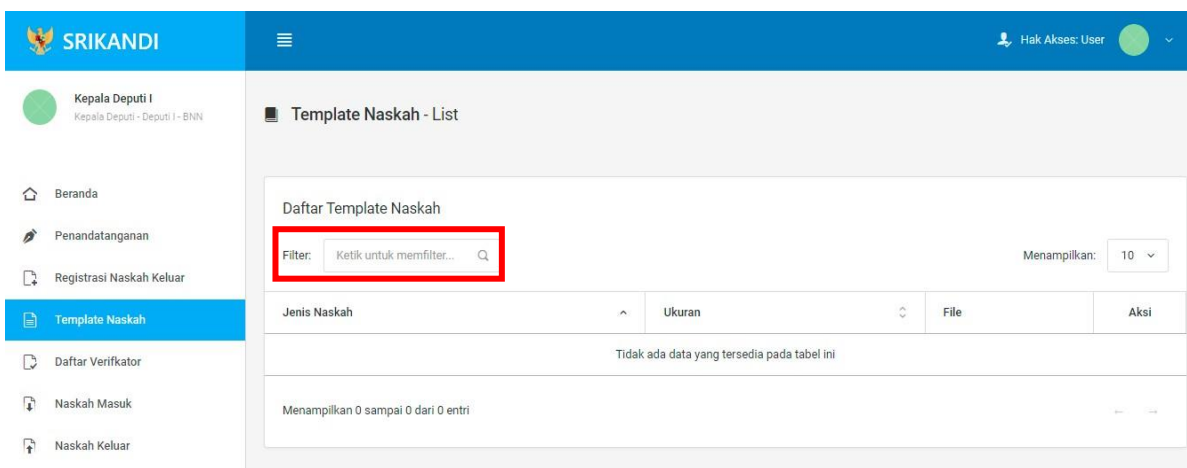 SRIKANDI
Hak Akses: User
Kepala Deputi I
Kepala Deputi - Deputi I - BNN
Template Naskah - List
Beranda
Penandatanganan
Registrasi Naskah Keluar
Template Naskah
Daftar Verifkator
Naskah Masuk
Naskah Keluar
Daftar Template Naskah
Filter: Ketik untuk memfilter... Menampilkan: 10
Jenis Naskah Ukuran File Aksi
Tidak ada data yang tersedia pada tabel ini
Menampilkan 0 sampai 0 dari 0 entri